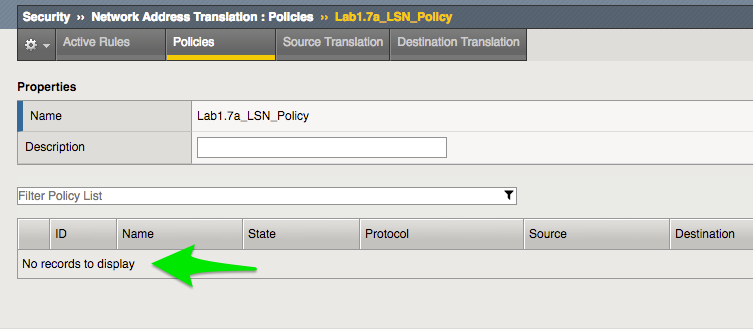 Security ›› Network Address Translation : Policies ›› Lab1.7a_LSN_Policy
Active Rules Policies Source Translation Destination Translation
Properties
Name Lab1.7a_LSN_Policy
Description
Filter Policy List
ID Name State Protocol Source Destination
No records to display